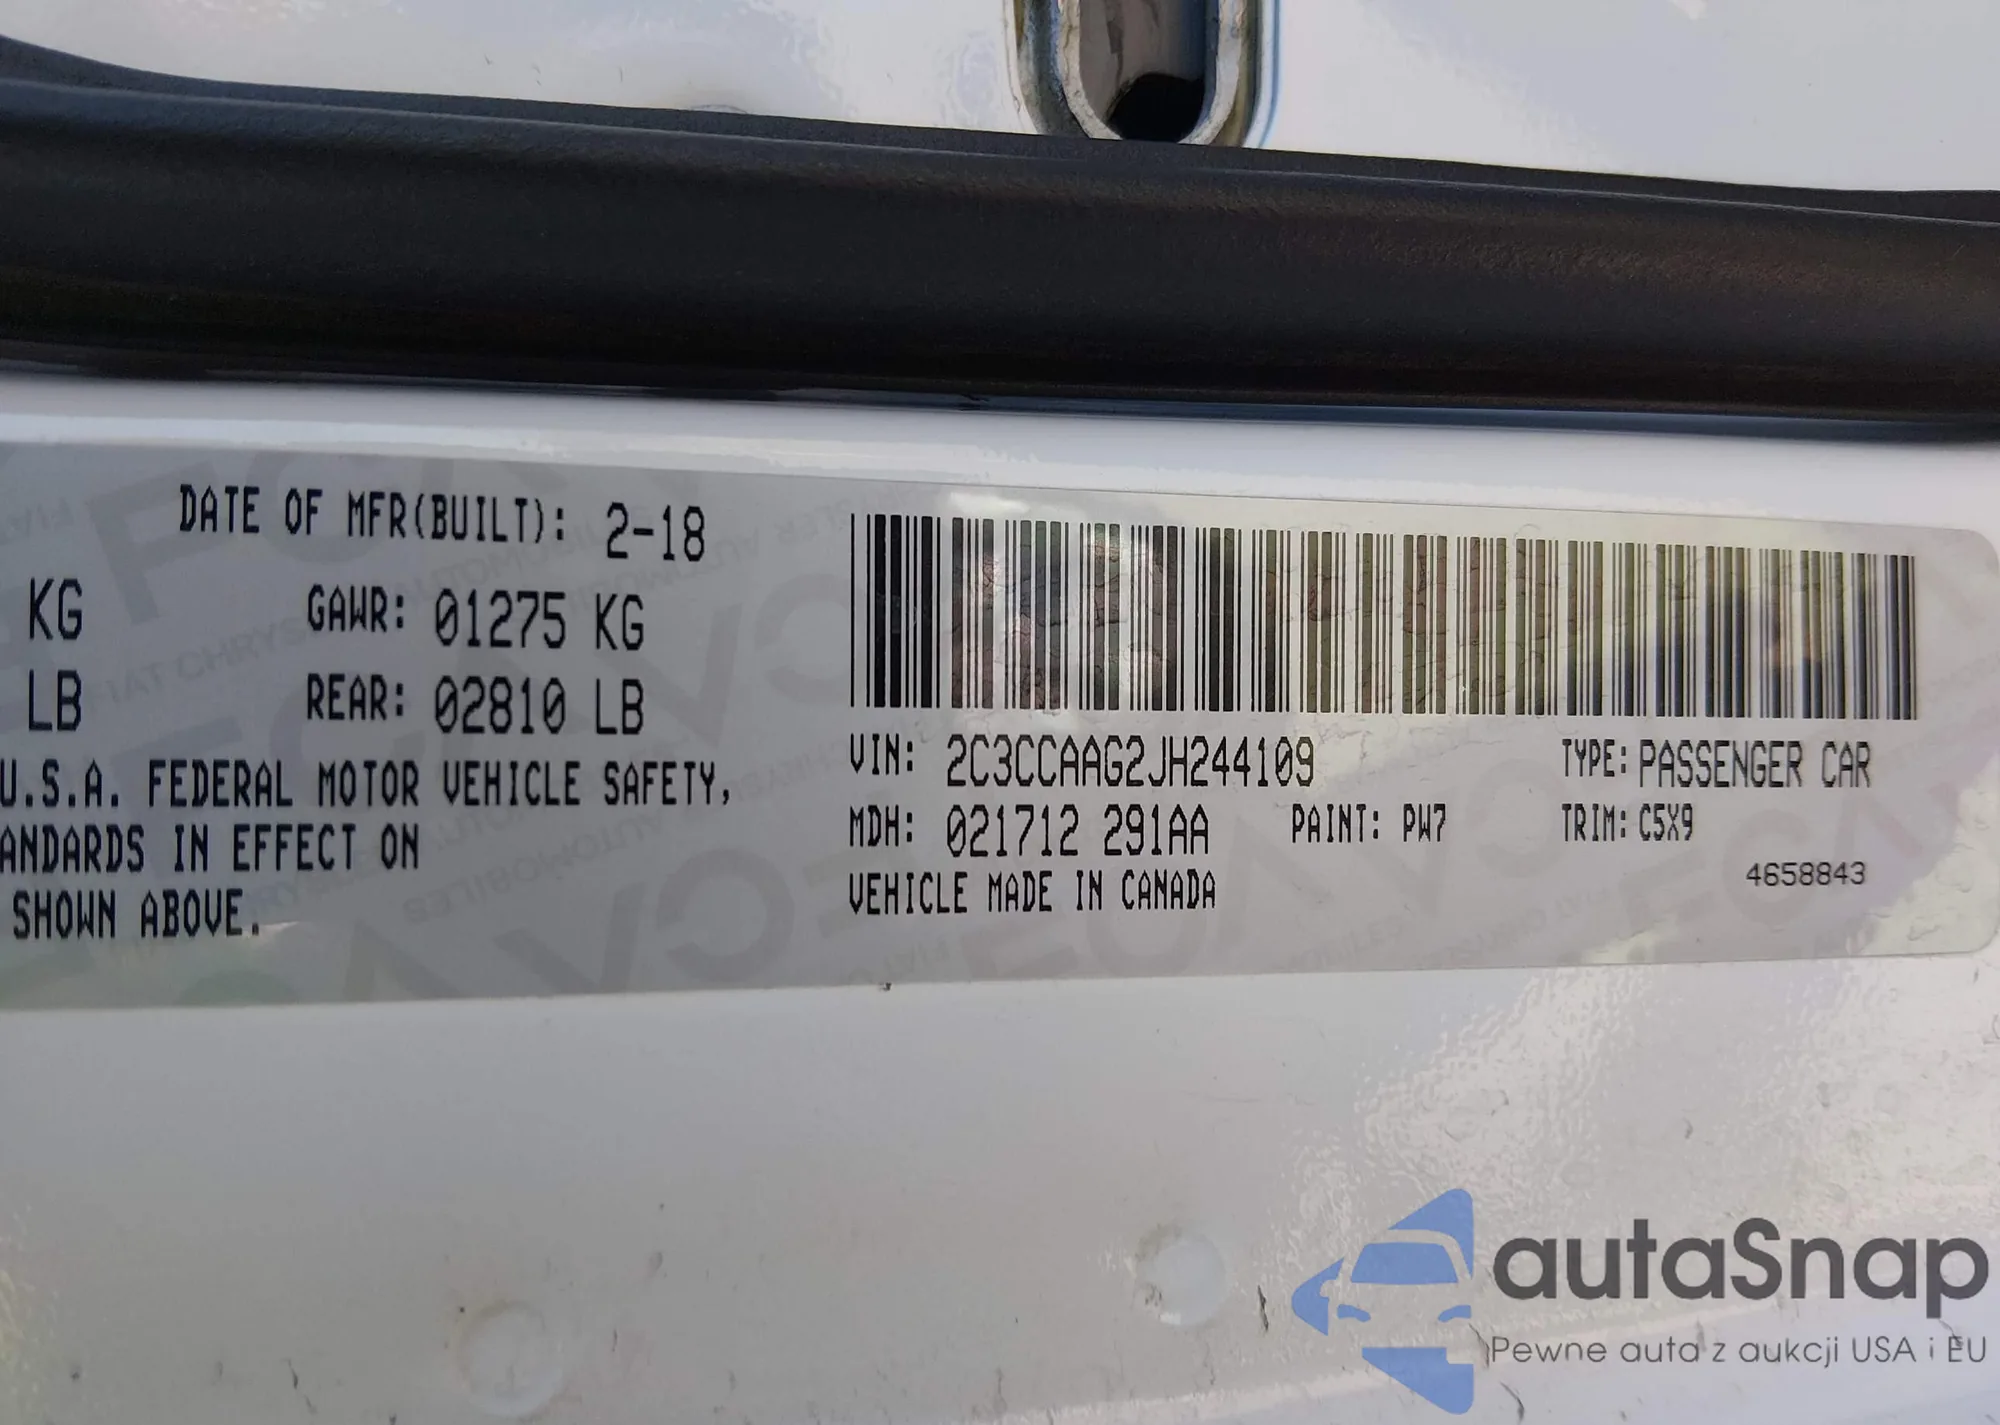 DATE OF MFR(BUILT): 2-18
KG GAWR: 01275 KG
LB REAR: 02810 LB
U.S.A. FEDERAL MOTOR VEHICLE SAFETY,
ANDARDS IN EFFECT ON
SHOWN ABOVE.
VIN: 2C3CCAAG2JH244109 TYPE: PASSENGER CAR
MDH: 021712 291AA PAINT: PW7 TRIM: C5X9
VEHICLE MADE IN CANADA
4658843
autaSnap
Pewne auta z aukcji USA i EU